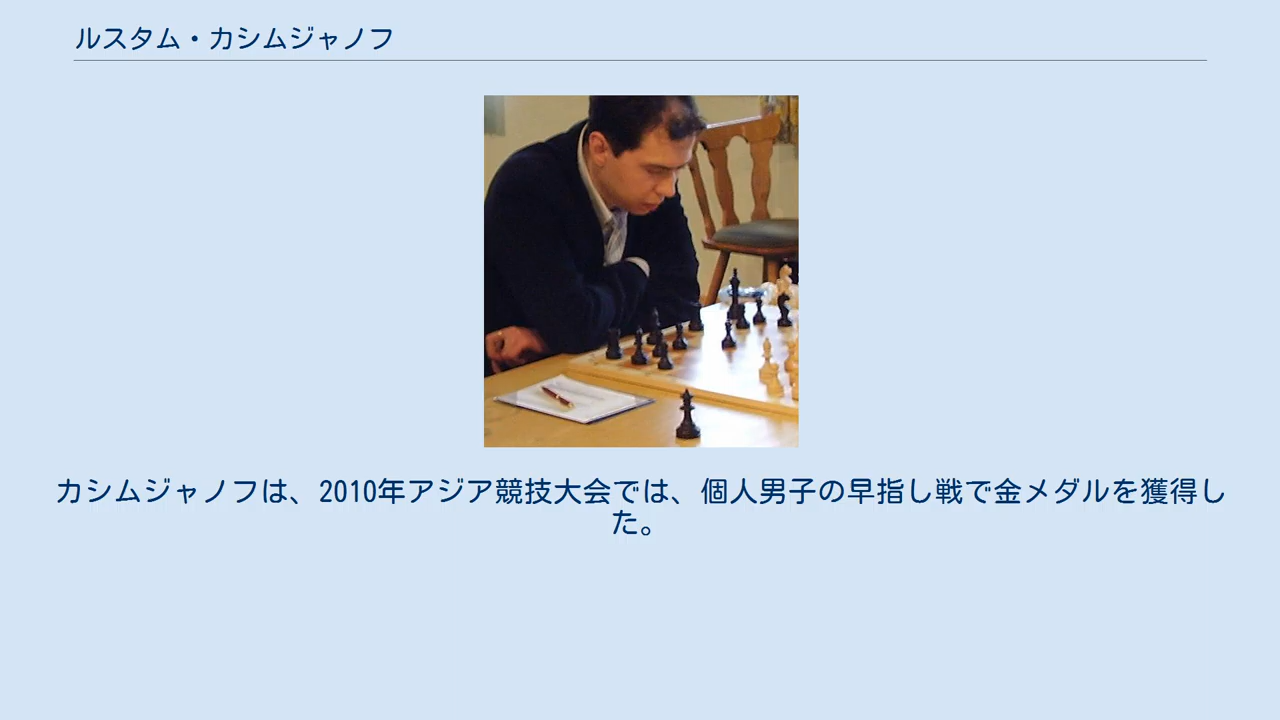 ルスタム・カシムジャノフ
カシムジャノフは、2010年アジア競技大会では、個人男子の早指し戦で金メダルを獲得し
た。